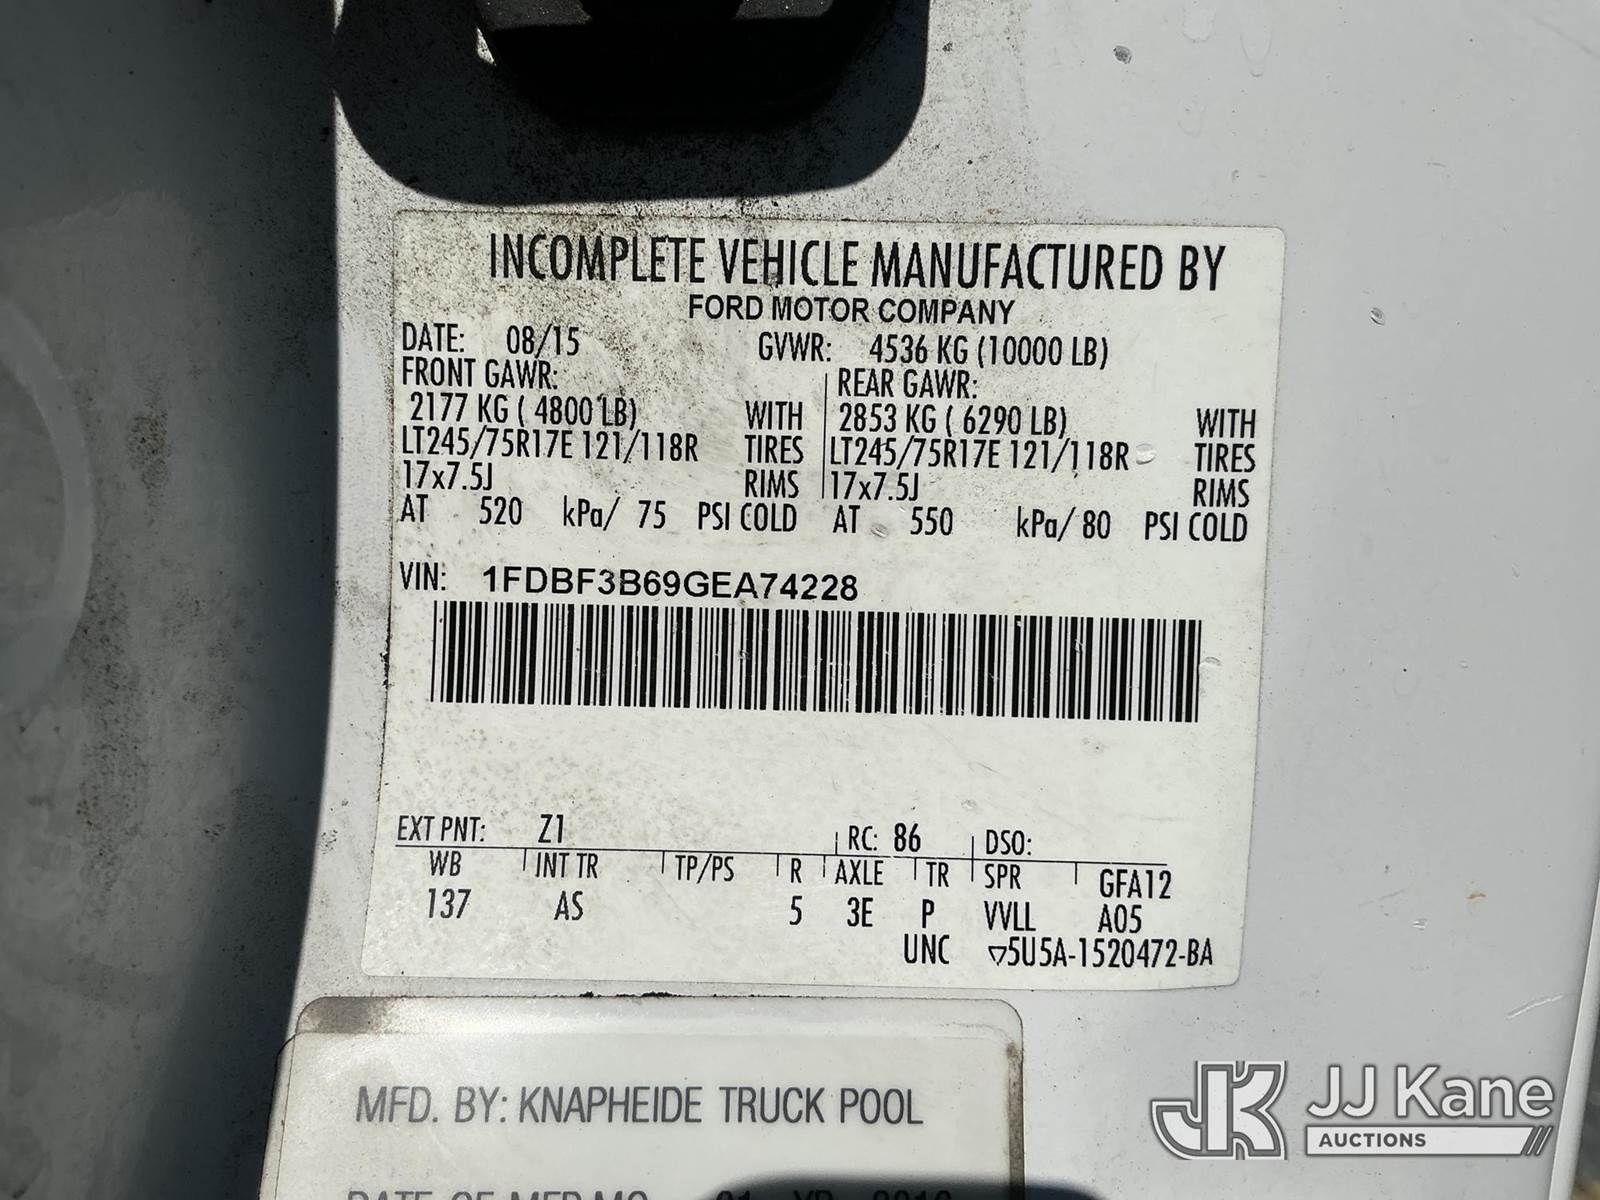 INCOMPLETE VEHICLE MANUFACTURED BY
FORD MOTOR COMPANY
DATE: 08/15 GVWR: 4536 KG (10000 LB)
FRONT GAWR: REAR GAWR:
2177 KG ( 4800 LB) WITH 2853 KG ( 6290 LB) WITH
LT245/75R17E 121/118R TIRES LT245/75R17E 121/118R TIRES
17x7.5J RIMS 17x7.5J RIMS
AT 520 kPa/ 75 PSI COLD AT 550 kPa/ 80 PSI COLD
VIN: 1FDBF3B69GEA74228
EXT PNT: Z1 RC: 86 DSO:
WB INT TR TP/PS R AXLE TR SPR GFA12
137 AS 5 3E P VVLL A05
UNC ▽5U5A-1520472-BA
MFD. BY: KNAPHEIDE TRUCK POOL
JJ Kane
AUCTIONS